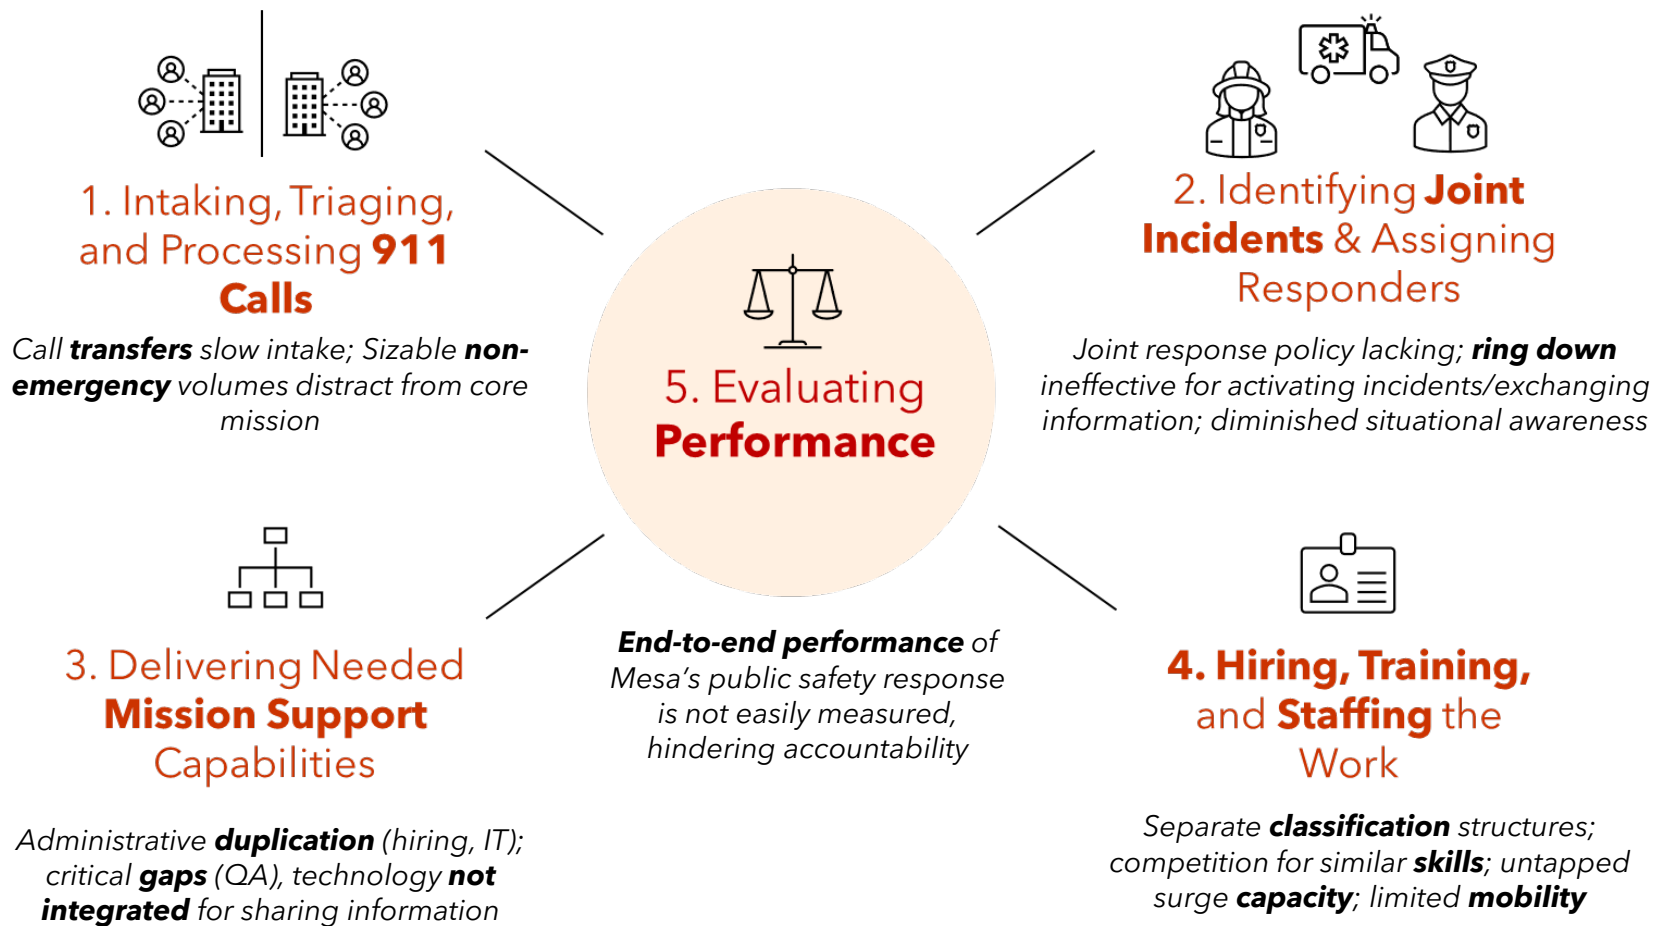 1. Intaking, Triaging,
and Processing 911
Calls
Call transfers slow intake; Sizable non-
emergency volumes distract from core
mission
2. Identifying Joint
Incidents & Assigning
Responders
Joint response policy lacking; ring down
ineffective for activating incidents/exchanging
information; diminished situational awareness
5. Evaluating
Performance
End-to-end performance of
Mesa’s public safety response
is not easily measured,
hindering accountability
3. Delivering Needed
Mission Support
Capabilities
Administrative duplication (hiring, IT);
critical gaps (QA), technology not
integrated for sharing information
4. Hiring, Training,
and Staffing the
Work
Separate classification structures;
competition for similar skills; untapped
surge capacity; limited mobility